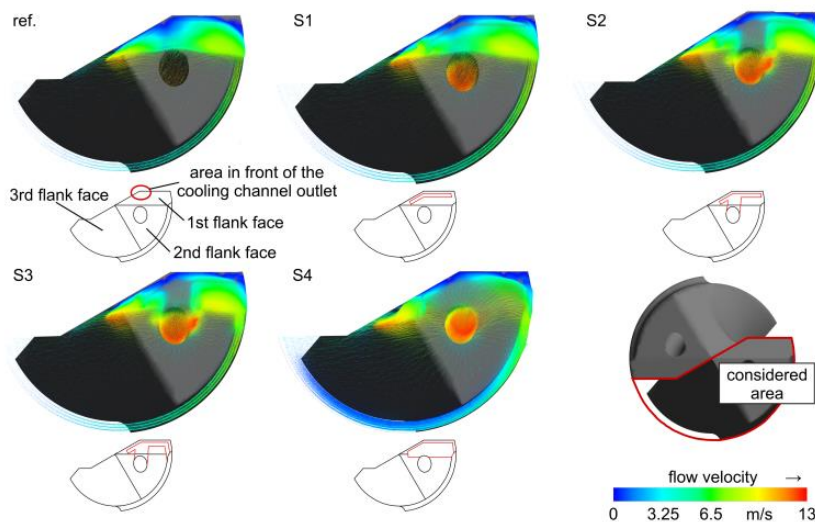 ref.
S1
S2
area in front of the
cooling channel outlet
3rd flank face
1st flank face
2nd flank face
S3
S4
considered
area
flow velocity →
0 3.25 6.5 m/s 13